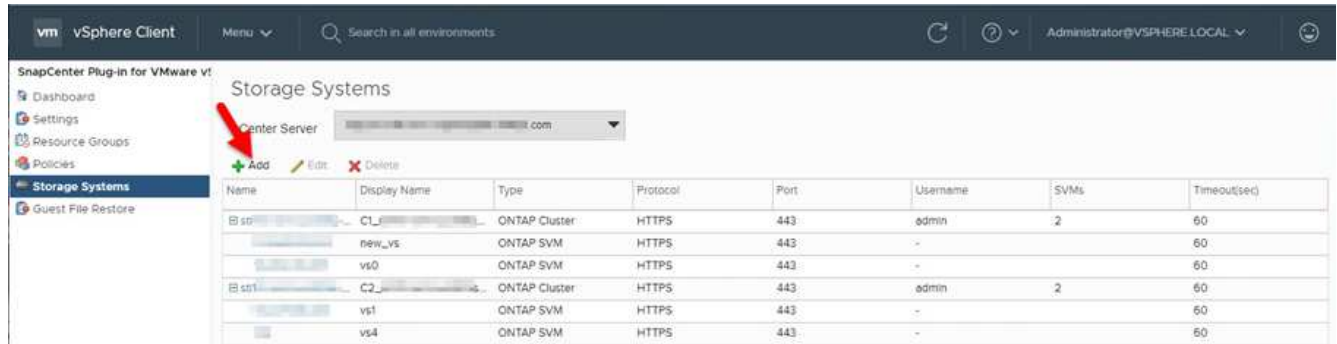 vm vSphere Client Menu Search in all environments Administrator@VSPHERE.LOCAL
SnapCenter Plug-in for VMware vS
Dashboard
Settings
Resource Groups
Policies
Storage Systems
Guest File Restore
Storage Systems
Center Server com
Add Edit Delete
Name Display Name Type Protocol Port Username SVMs Timeout(sec)
C1_ ... ONTAP Cluster HTTPS 443 admin 2 60
new_vs ONTAP SVM HTTPS 443 - 60
vs0 ONTAP SVM HTTPS 443 - 60
C2_ ... ONTAP Cluster HTTPS 443 admin 2 60
vs1 ONTAP SVM HTTPS 443 - 60
vs4 ONTAP SVM HTTPS 443 - 60